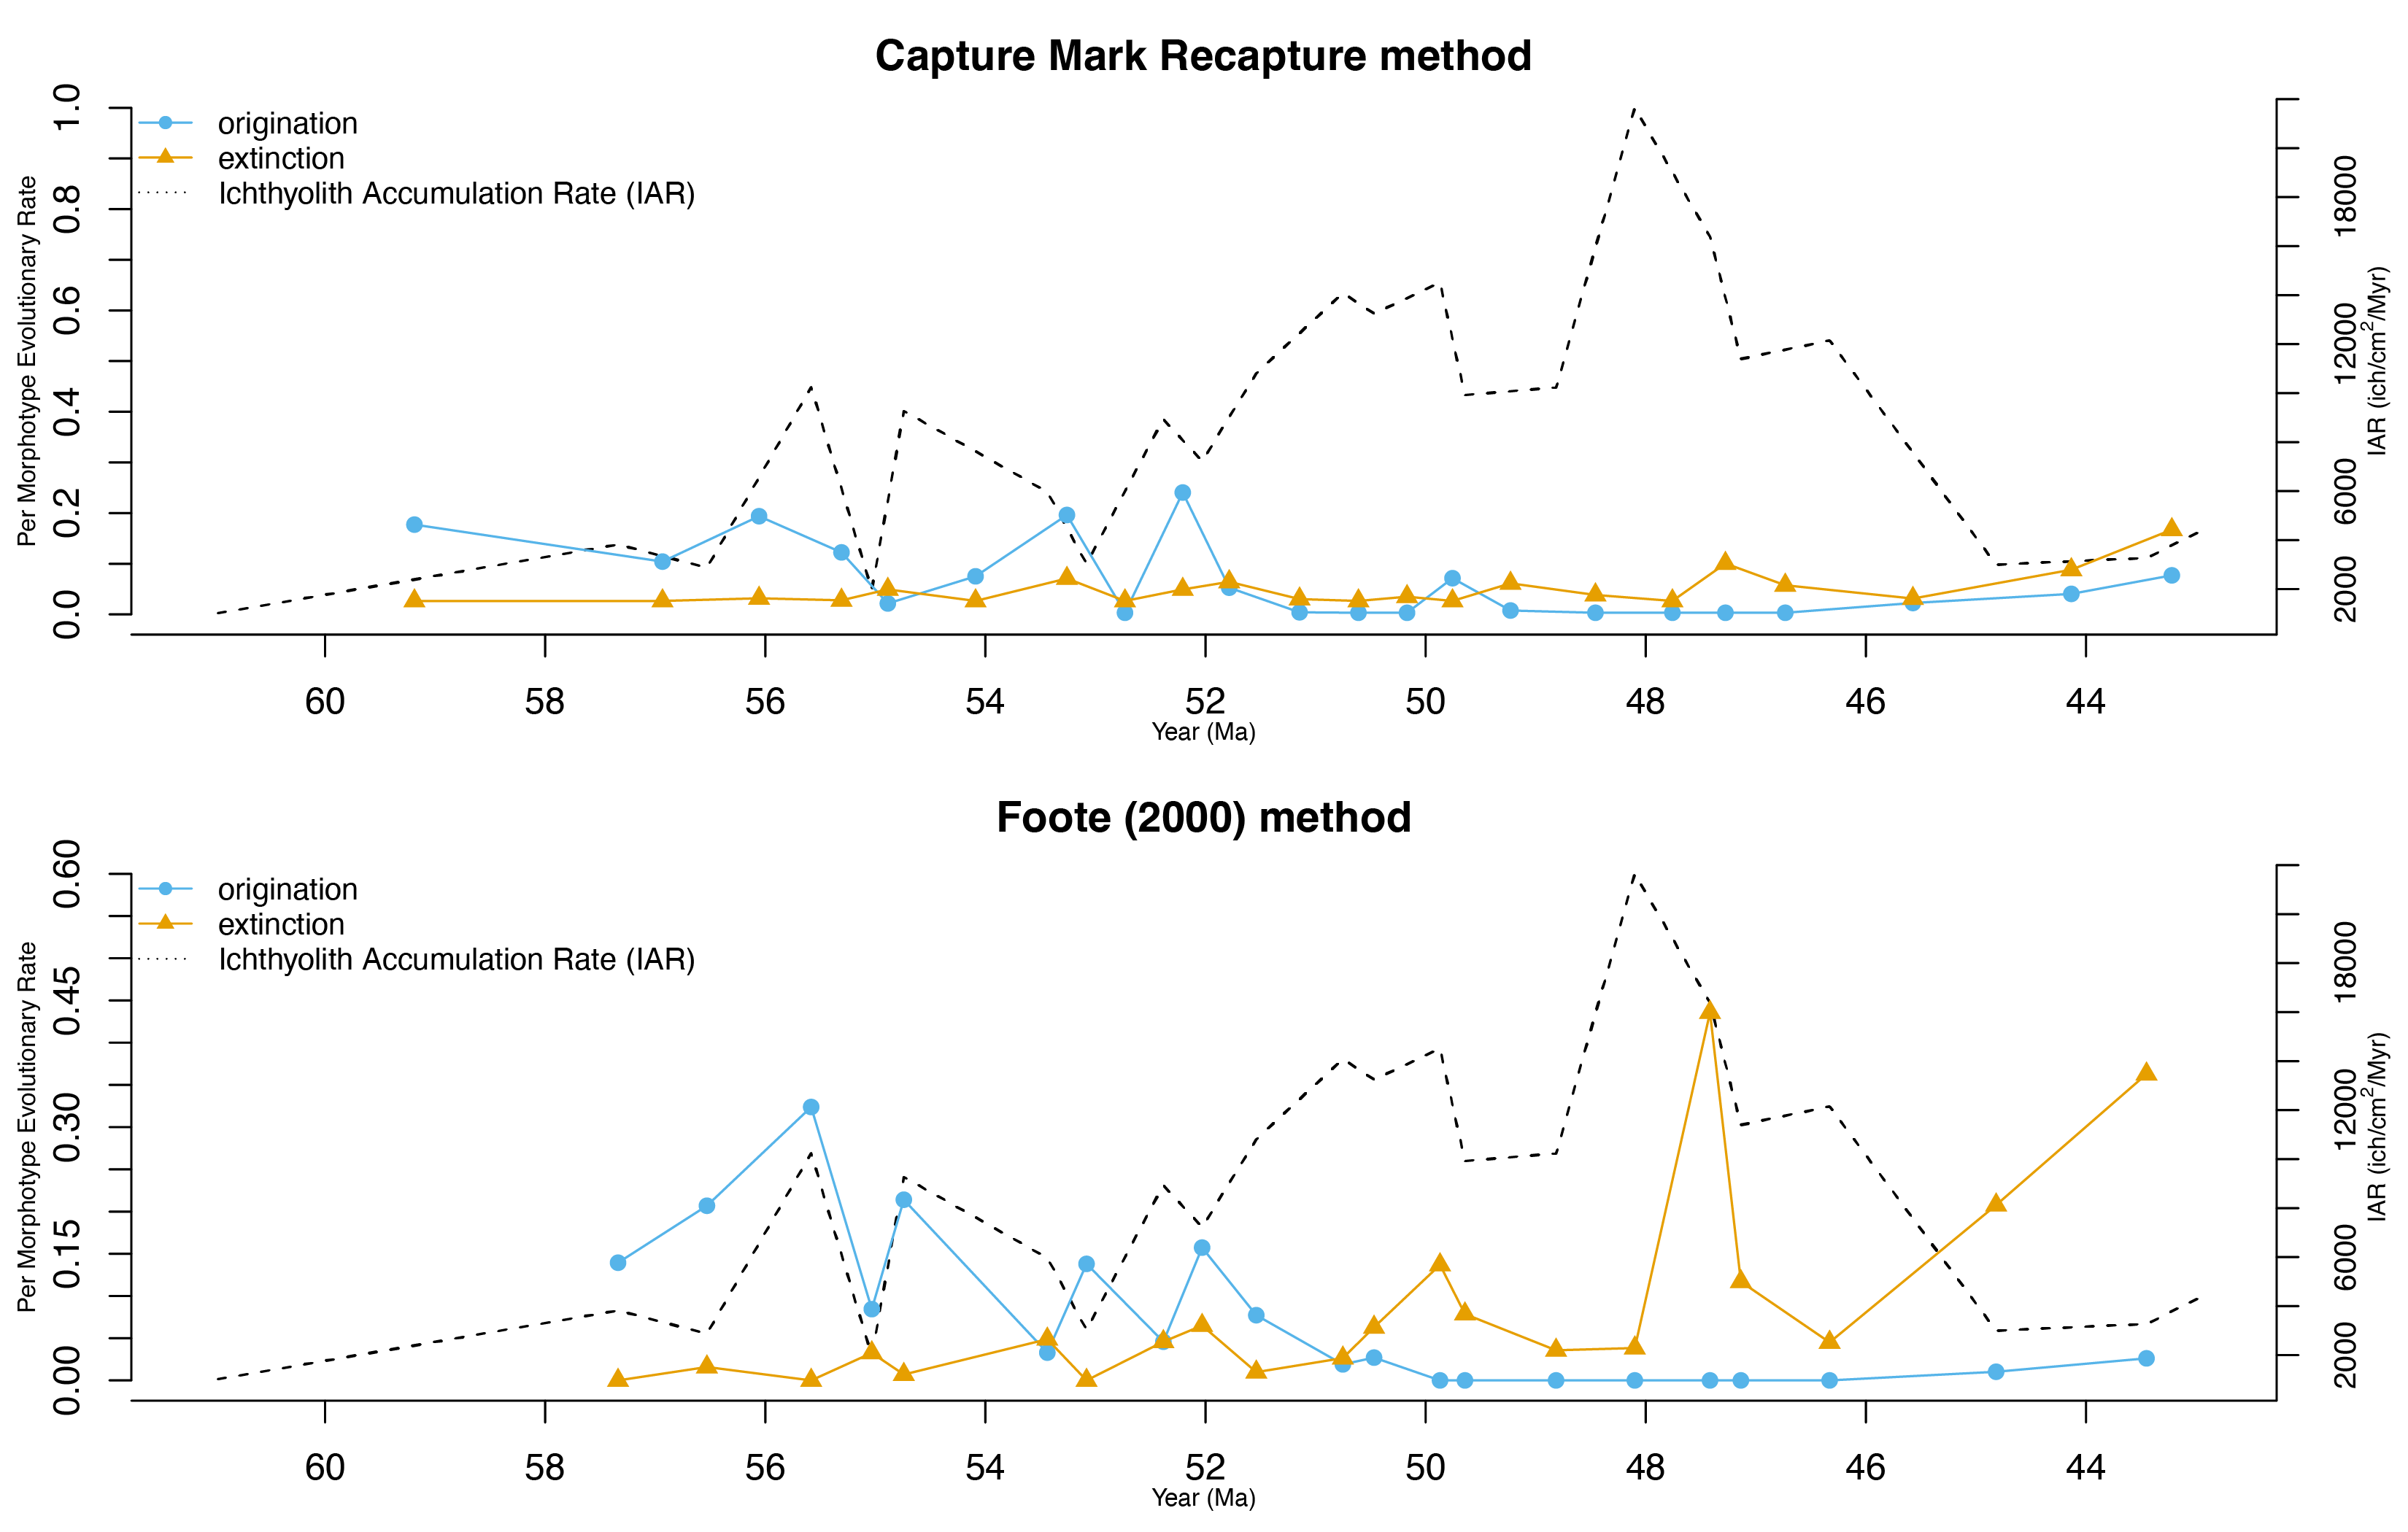 Capture Mark Recapture method
origination
extinction
Ichthyolith Accumulation Rate (IAR)
Per Morphotype Evolutionary Rate
0.0 0.2 0.4 0.6 0.8 1.0
IAR (ich/cm²/Myr)
2000 6000 12000 18000
60 58 56 54 52 50 48 46 44
Year (Ma)
Foote (2000) method
origination
extinction
Ichthyolith Accumulation Rate (IAR)
Per Morphotype Evolutionary Rate
0.00 0.15 0.30 0.45 0.60
IAR (ich/cm²/Myr)
2000 6000 12000 18000
60 58 56 54 52 50 48 46 44
Year (Ma)